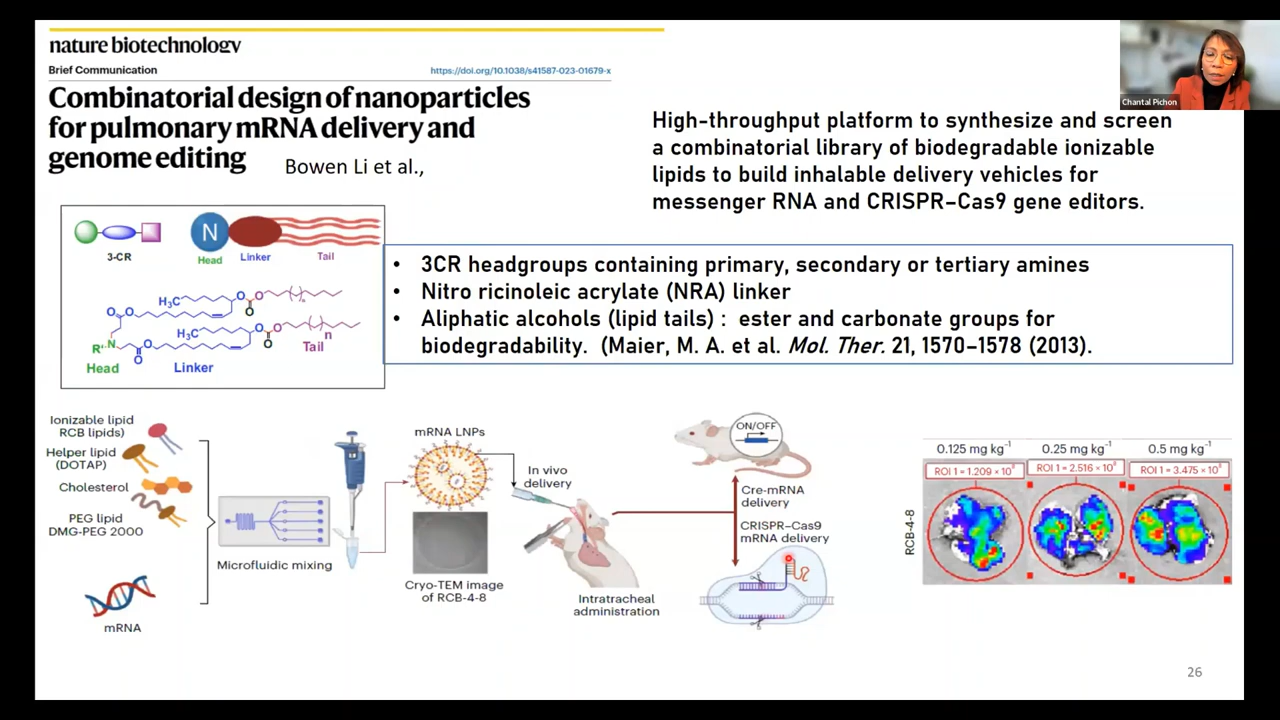 nature biotechnology
Brief Communication
https://doi.org/10.1038/s41587-023-01679-x
Combinatorial design of nanoparticles
for pulmonary mRNA delivery and
genome editing
Bowen Li et al.,
Chantal Pichon
High-throughput platform to synthesize and screen
a combinatorial library of biodegradable ionizable
lipids to build inhalable delivery vehicles for
messenger RNA and CRISPR–Cas9 gene editors.
3-CR
N
Head
Linker
Tail
H₃C
O
O
O
O
O
H₃C
O
O
O
n
R'
N
O
O
Tail
Head
Linker
• 3CR headgroups containing primary, secondary or tertiary amines
• Nitro ricinoleic acrylate (NRA) linker
• Aliphatic alcohols (lipid tails) : ester and carbonate groups for
biodegradability. (Maier, M. A. et al. Mol. Ther. 21, 1570–1578 (2013).
Ionizable lipid
RCB lipids)
Helper lipid
(DOTAP)
Cholesterol
PEG lipid
DMG-PEG 2000
mRNA
Microfluidic mixing
mRNA LNPs
Cryo-TEM image
of RCB-4-8
In vivo
delivery
Intratracheal
administration
ON/OFF
Cre-mRNA
delivery
CRISPR–Cas9
mRNA delivery
0.125 mg kg⁻¹
0.25 mg kg⁻¹
0.5 mg kg⁻¹
ROI 1 = 1.209 × 10⁸
ROI 1 = 2.516 × 10⁸
ROI 1 = 3.475 × 10⁸
RCB-4-8
26